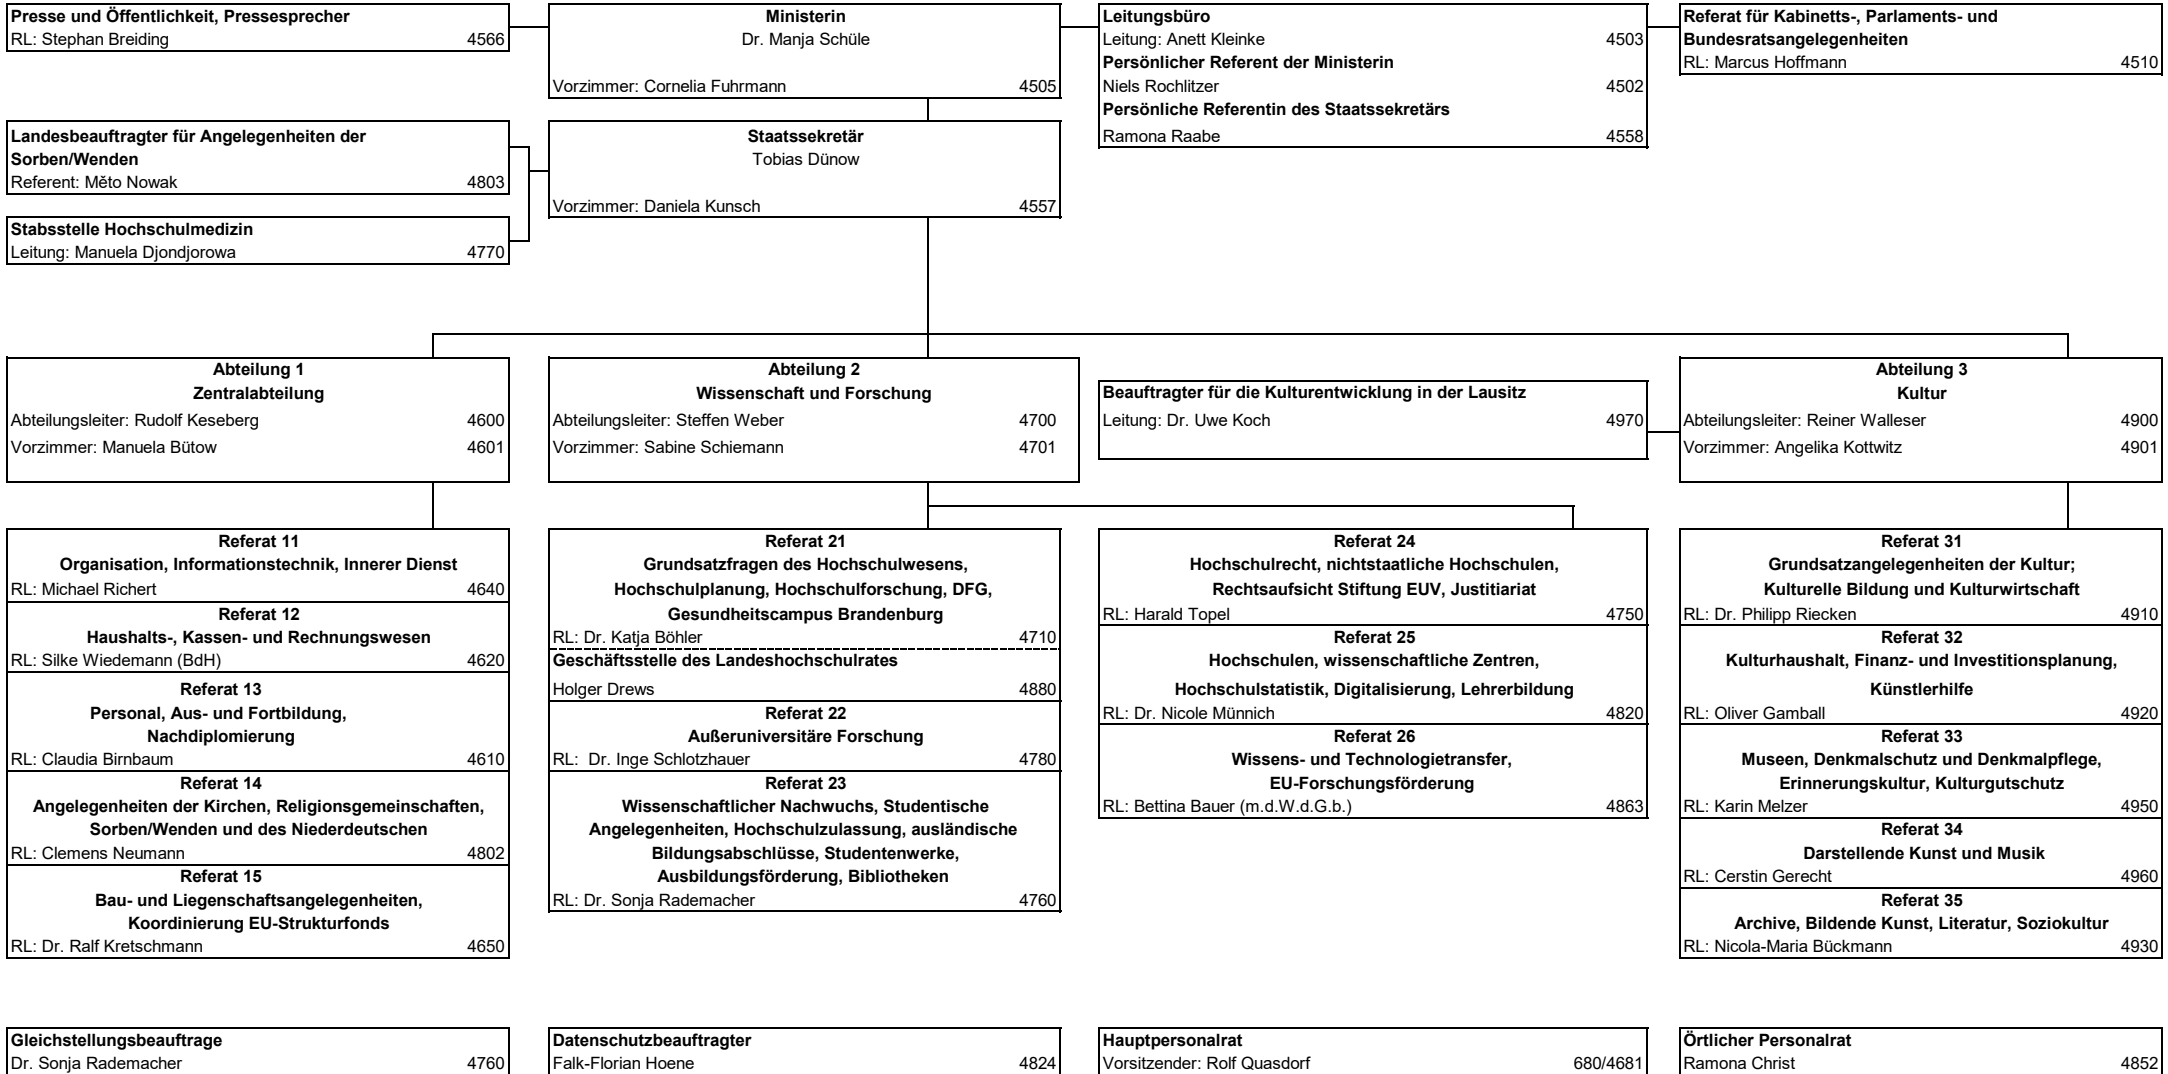 Presse und Öffentlichkeit, Pressesprecher
RL: Stephan Breiding 4566
Ministerin
Dr. Manja Schüle
Vorzimmer: Cornelia Fuhrmann 4505
Leitungsbüro
Leitung: Anett Kleinke 4503
Persönlicher Referent der Ministerin
Niels Rochlitzer 4502
Persönliche Referentin des Staatssekretärs
Ramona Raabe 4558
Referat für Kabinetts-, Parlaments- und
Bundesratsangelegenheiten
RL: Marcus Hoffmann 4510
Landesbeauftragter für Angelegenheiten der
Sorben/Wenden
Referent: Měto Nowak 4803
Staatssekretär
Tobias Dünow
Vorzimmer: Daniela Kunsch 4557
Stabsstelle Hochschulmedizin
Leitung: Manuela Djondjorowa 4770
Abteilung 1
Zentralabteilung
Abteilungsleiter: Rudolf Keseberg 4600
Vorzimmer: Manuela Bütow 4601
Abteilung 2
Wissenschaft und Forschung
Abteilungsleiter: Steffen Weber 4700
Vorzimmer: Sabine Schiemann 4701
Beauftragter für die Kulturentwicklung in der Lausitz
Leitung: Dr. Uwe Koch 4970
Abteilung 3
Kultur
Abteilungsleiter: Reiner Walleser 4900
Vorzimmer: Angelika Kottwitz 4901
Referat 11
Organisation, Informationstechnik, Innerer Dienst
RL: Michael Richert 4640
Referat 12
Haushalts-, Kassen- und Rechnungswesen
RL: Silke Wiedemann (BdH) 4620
Referat 13
Personal, Aus- und Fortbildung,
Nachdiplomierung
RL: Claudia Birnbaum 4610
Referat 14
Angelegenheiten der Kirchen, Religionsgemeinschaften,
Sorben/Wenden und des Niederdeutschen
RL: Clemens Neumann 4802
Referat 15
Bau- und Liegenschaftsangelegenheiten,
Koordinierung EU-Strukturfonds
RL: Dr. Ralf Kretschmann 4650
Referat 21
Grundsatzfragen des Hochschulwesens,
Hochschulplanung, Hochschulforschung, DFG,
Gesundheitscampus Brandenburg
RL: Dr. Katja Böhler 4710
Geschäftsstelle des Landeshochschulrates
Holger Drews 4880
Referat 22
Außeruniversitäre Forschung
RL: Dr. Inge Schlotzhauer 4780
Referat 23
Wissenschaftlicher Nachwuchs, Studentische
Angelegenheiten, Hochschulzulassung, ausländische
Bildungsabschlüsse, Studentenwerke,
Ausbildungsförderung, Bibliotheken
RL: Dr. Sonja Rademacher 4760
Referat 24
Hochschulrecht, nichtstaatliche Hochschulen,
Rechtsaufsicht Stiftung EUV, Justitiariat
RL: Harald Topel 4750
Referat 25
Hochschulen, wissenschaftliche Zentren,
Hochschulstatistik, Digitalisierung, Lehrerbildung
RL: Dr. Nicole Münnich 4820
Referat 26
Wissens- und Technologietransfer,
EU-Forschungsförderung
RL: Bettina Bauer (m.d.W.d.G.b.) 4863
Referat 31
Grundsatzangelegenheiten der Kultur;
Kulturelle Bildung und Kulturwirtschaft
RL: Dr. Philipp Riecken 4910
Referat 32
Kulturhaushalt, Finanz- und Investitionsplanung,
Künstlerhilfe
RL: Oliver Gamball 4920
Referat 33
Museen, Denkmalschutz und Denkmalpflege,
Erinnerungskultur, Kulturgutschutz
RL: Karin Melzer 4950
Referat 34
Darstellende Kunst und Musik
RL: Cerstin Gerecht 4960
Referat 35
Archive, Bildende Kunst, Literatur, Soziokultur
RL: Nicola-Maria Bückmann 4930
Gleichstellungsbeauftrage
Dr. Sonja Rademacher 4760
Datenschutzbeauftragter
Falk-Florian Hoene 4824
Hauptpersonalrat
Vorsitzender: Rolf Quasdorf 680/4681
Örtlicher Personalrat
Ramona Christ 4852